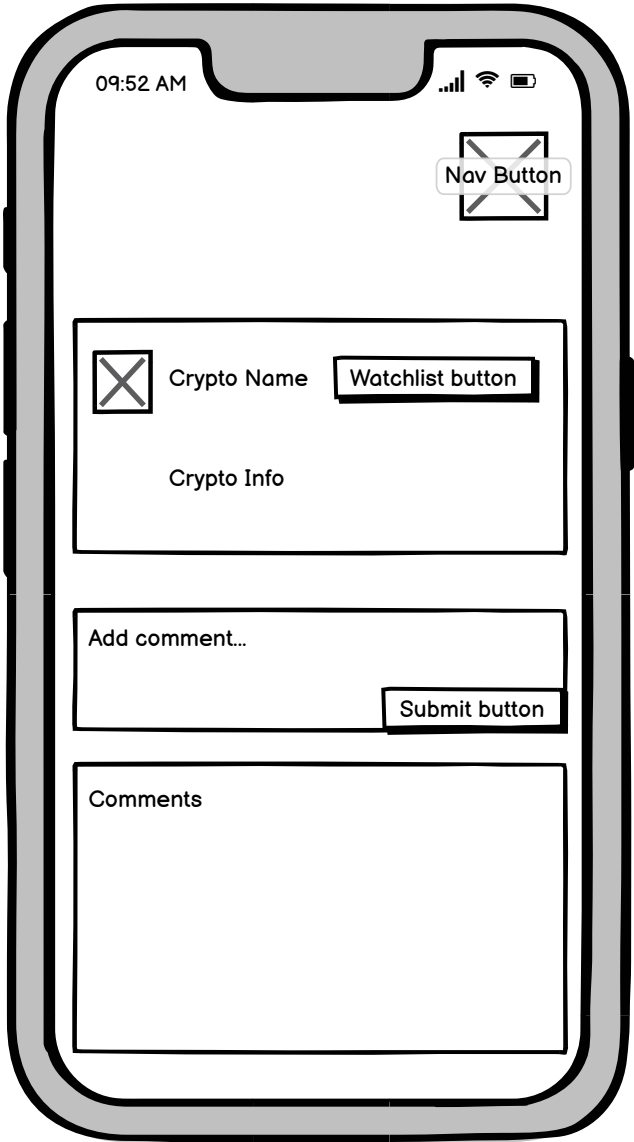 09:52 AM
Nav Button
Crypto Name
Watchlist button
Crypto Info
Add comment...
Submit button
Comments